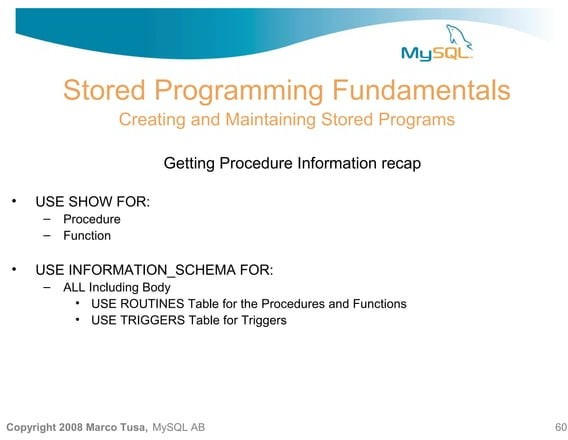 MySQL
Stored Programming Fundamentals
Creating and Maintaining Stored Programs
Getting Procedure Information recap
• USE SHOW FOR:
– Procedure
– Function
• USE INFORMATION_SCHEMA FOR:
– ALL Including Body
• USE ROUTINES Table for the Procedures and Functions
• USE TRIGGERS Table for Triggers
Copyright 2008 Marco Tusa, MySQL AB 60